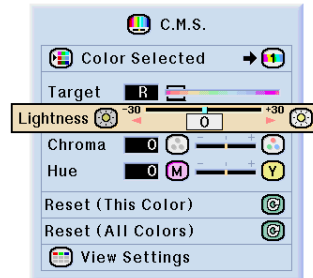 C.M.S.
Color Selected 1
Target R
Lightness -30 0 +30
Chroma 0 - +
Hue 0 M - + Y
Reset (This Color)
Reset (All Colors)
View Settings